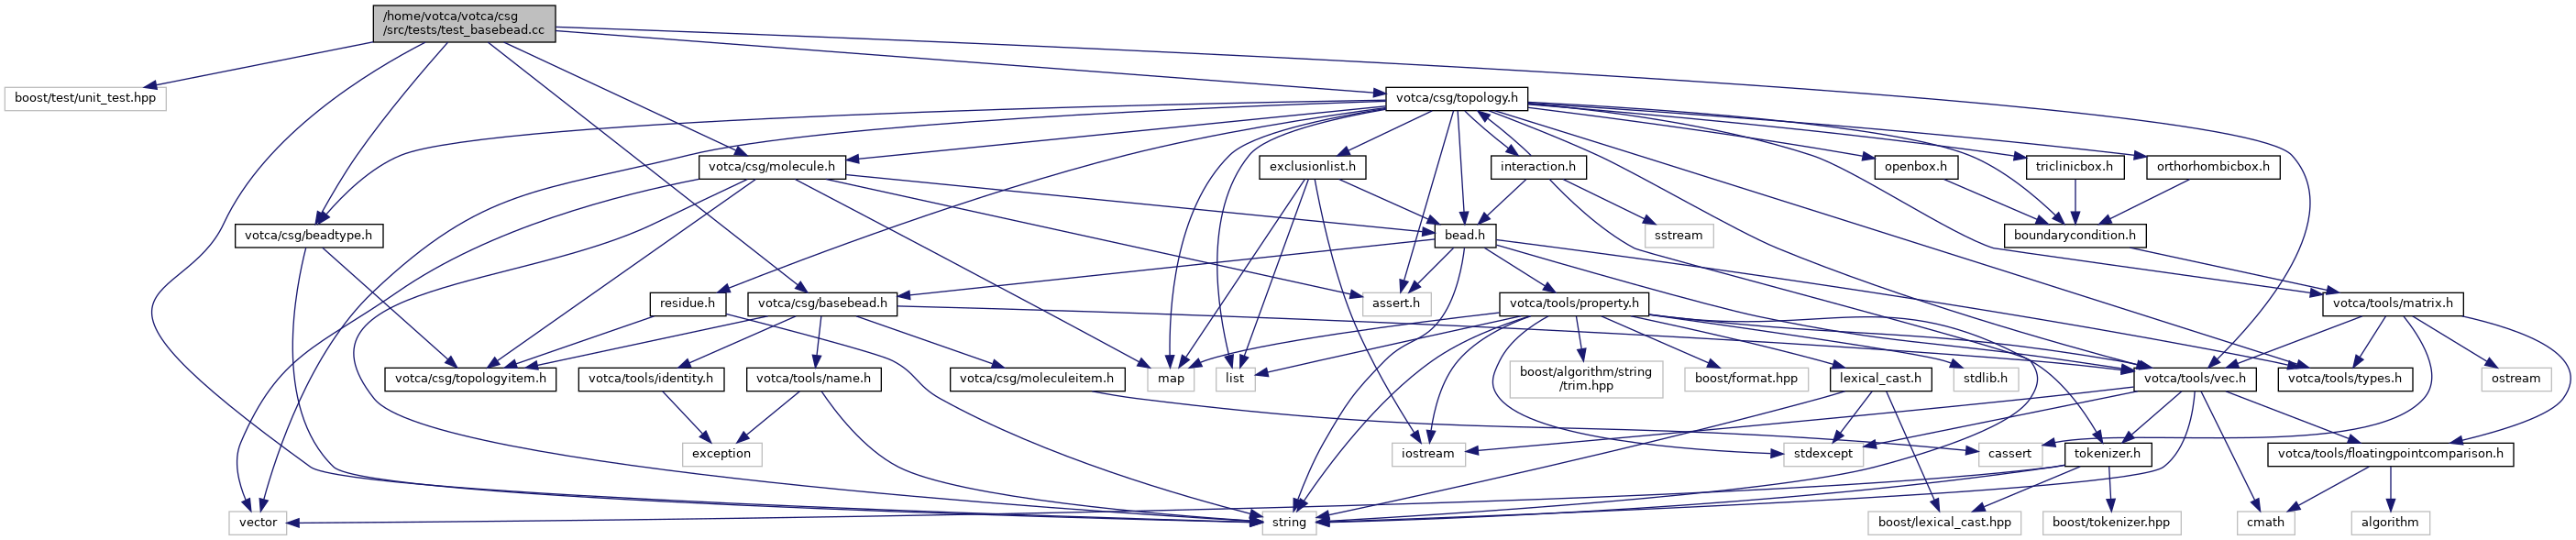 /home/votca/votca/csg
/src/tests/test_basebead.cc
boost/test/unit_test.hpp
votca/csg/topology.h
votca/csg/molecule.h
exclusionlist.h
interaction.h
openbox.h
triclinicbox.h
orthorhombicbox.h
votca/csg/beadtype.h
bead.h
sstream
boundarycondition.h
residue.h
votca/csg/basebead.h
assert.h
votca/tools/property.h
votca/tools/matrix.h
votca/csg/topologyitem.h
votca/tools/identity.h
votca/tools/name.h
votca/csg/moleculeitem.h
map
list
boost/algorithm/string
/trim.hpp
boost/format.hpp
lexical_cast.h
stdlib.h
votca/tools/vec.h
votca/tools/types.h
ostream
exception
iostream
stdexcept
cassert
tokenizer.h
votca/tools/floatingpointcomparison.h
vector
string
boost/lexical_cast.hpp
boost/tokenizer.hpp
cmath
algorithm